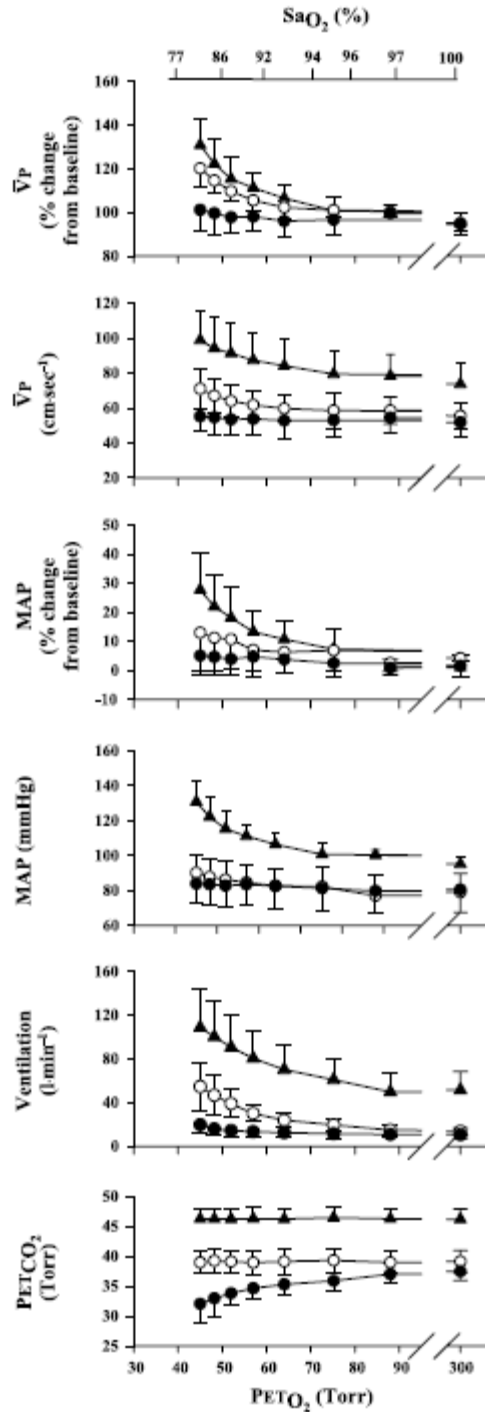 SaO2 (%)
77 86 92 94 96 97 100
V̄P
(% change
from baseline)
160
140
120
100
80
V̄P
(cm·sec⁻¹)
120
100
80
60
40
20
MAP
(% change
from baseline)
50
40
30
20
10
0
-10
MAP (mmHg)
160
140
120
100
80
60
Ventilation
(l·min⁻¹)
160
120
80
40
0
PETCO2
(Torr)
50
45
40
35
30
25
30 40 50 60 70 80 90 300
PETO2 (Torr)